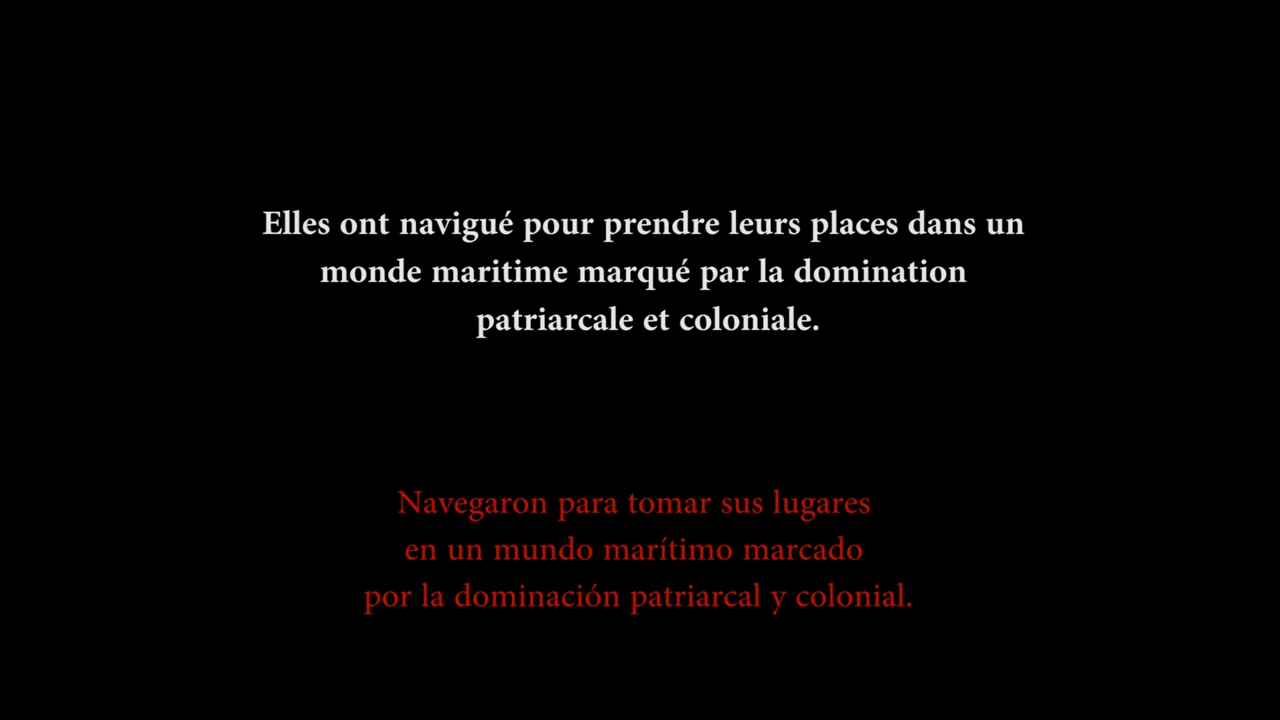 Elles ont navigué pour prendre leurs places dans un
monde maritime marqué par la domination
patriarcale et coloniale.
Navegaron para tomar sus lugares
en un mundo marítimo marcado
por la dominación patriarcal y colonial.